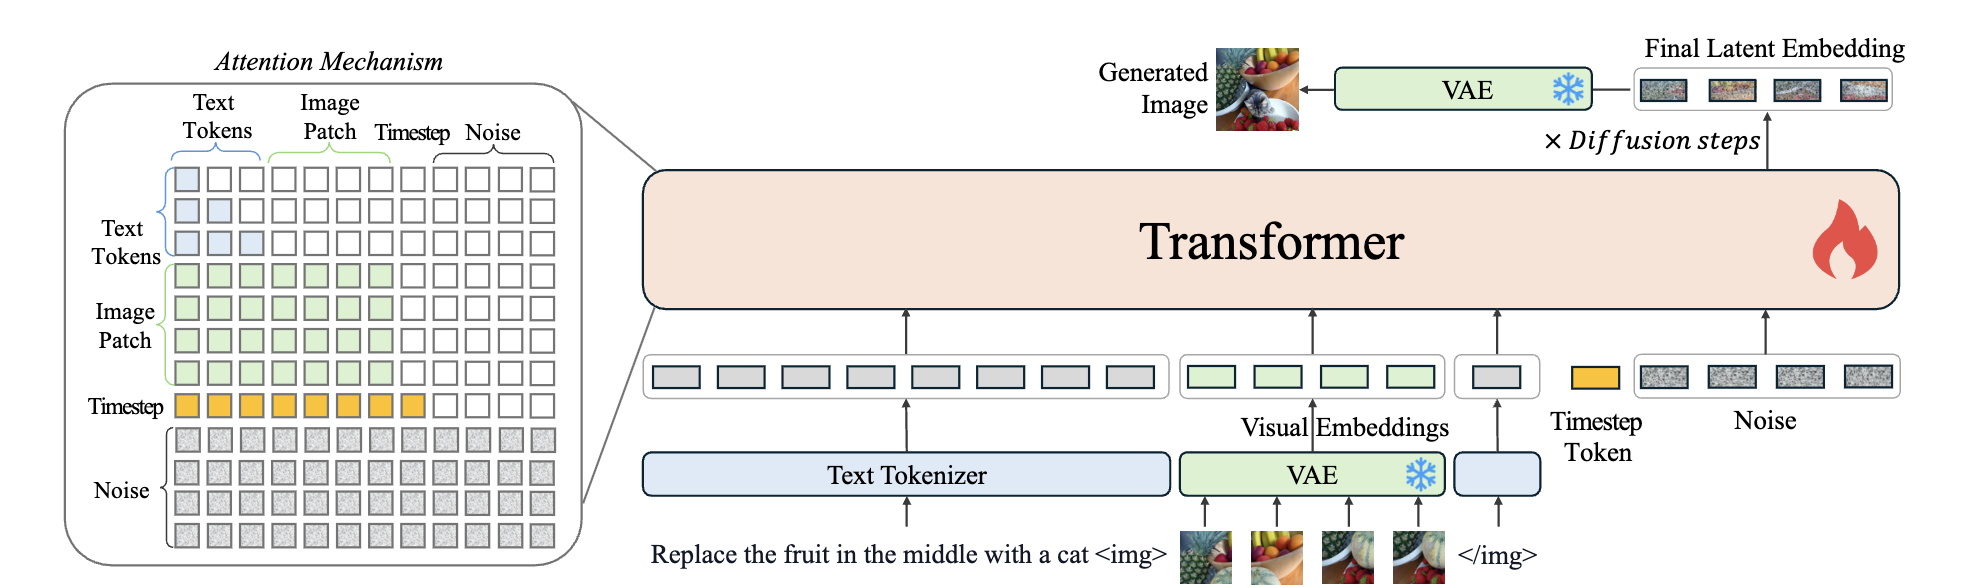 Attention Mechanism
Text
Tokens
Image
Patch
Timestep
Noise
Text
Tokens
Image
Patch
Timestep
Noise
Generated
Image
VAE
Final Latent Embedding
× Diffusion steps
Transformer
Visual Embeddings
Timestep
Token
Noise
Text Tokenizer
VAE
Replace the fruit in the middle with a cat <img>
</img>